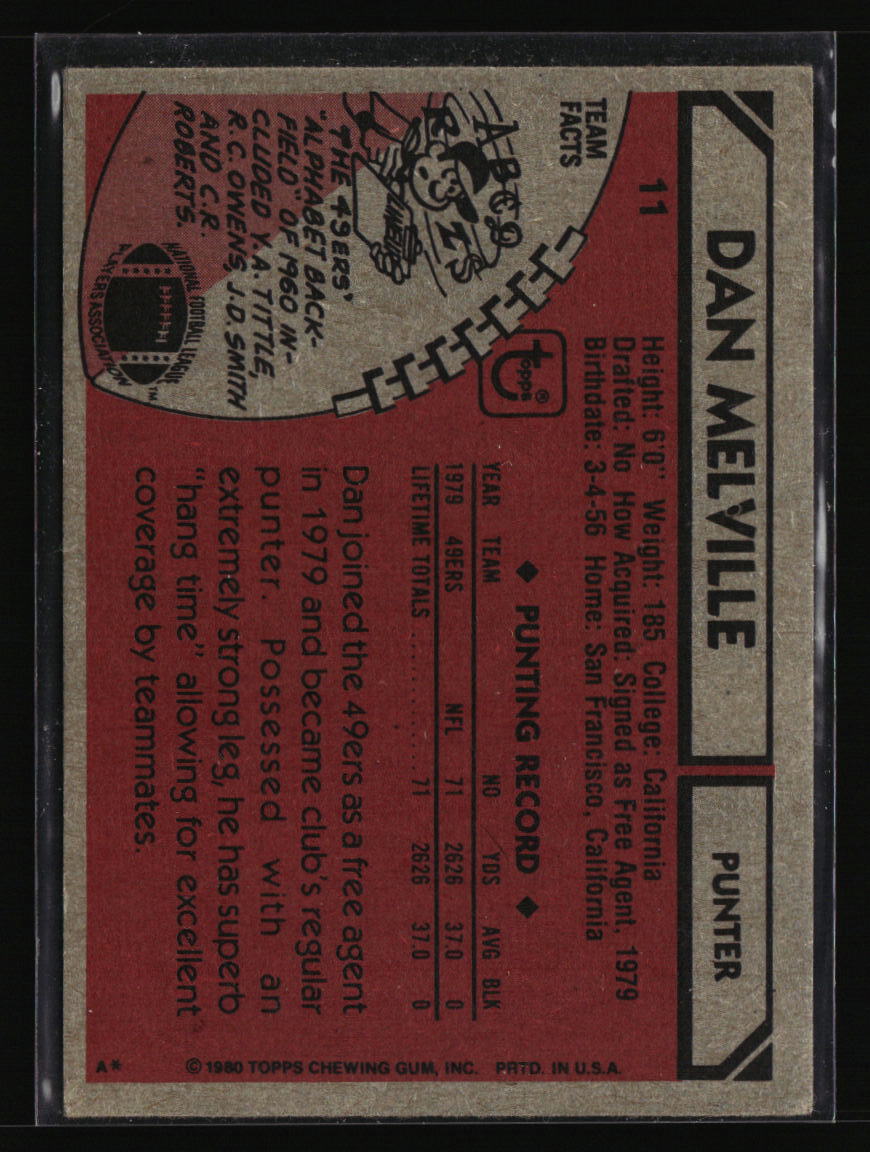 DAN MELVILLE
PUNTER
11
Height: 6'0" Weight: 185 College: California
Drafted: No How Acquired: Signed as Free Agent, 1979
Birthdate: 3-4-56 Home: San Francisco, California
TEAM
FACTS
A B C D
R
Z'S
topps®
◆ PUNTING RECORD ◆
YEAR TEAM NO YDS AVG BLK
1979 49ERS NFL 71 2626 37.0 0
LIFETIME TOTALS .......... 71 2626 37.0 0
"THE 49ERS'
"ALPHABET BACK-
FIELD" OF 1960 IN-
CLUDED Y.A. TITTLE,
R.C. OWENS, J.D. SMITH
AND C.R.
ROBERTS.
NATIONAL FOOTBALL LEAGUE
PLAYERS ASSOCIATION
TM
Dan joined the 49ers as a free agent
in 1979 and became club's regular
punter. Possessed with an
extremely strong leg, he has superb
"hang time" allowing for excellent
coverage by teammates.
A* ©1980 TOPPS CHEWING GUM, INC. PRTD. IN U.S.A.